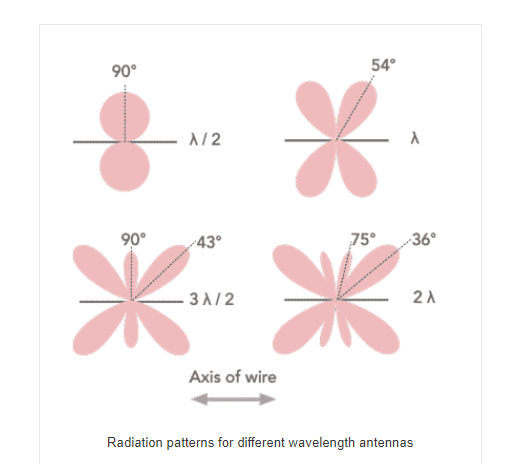 90°
54°
λ / 2
λ
90°
43°
75°
36°
3 λ / 2
2 λ
Axis of wire
Radiation patterns for different wavelength antennas